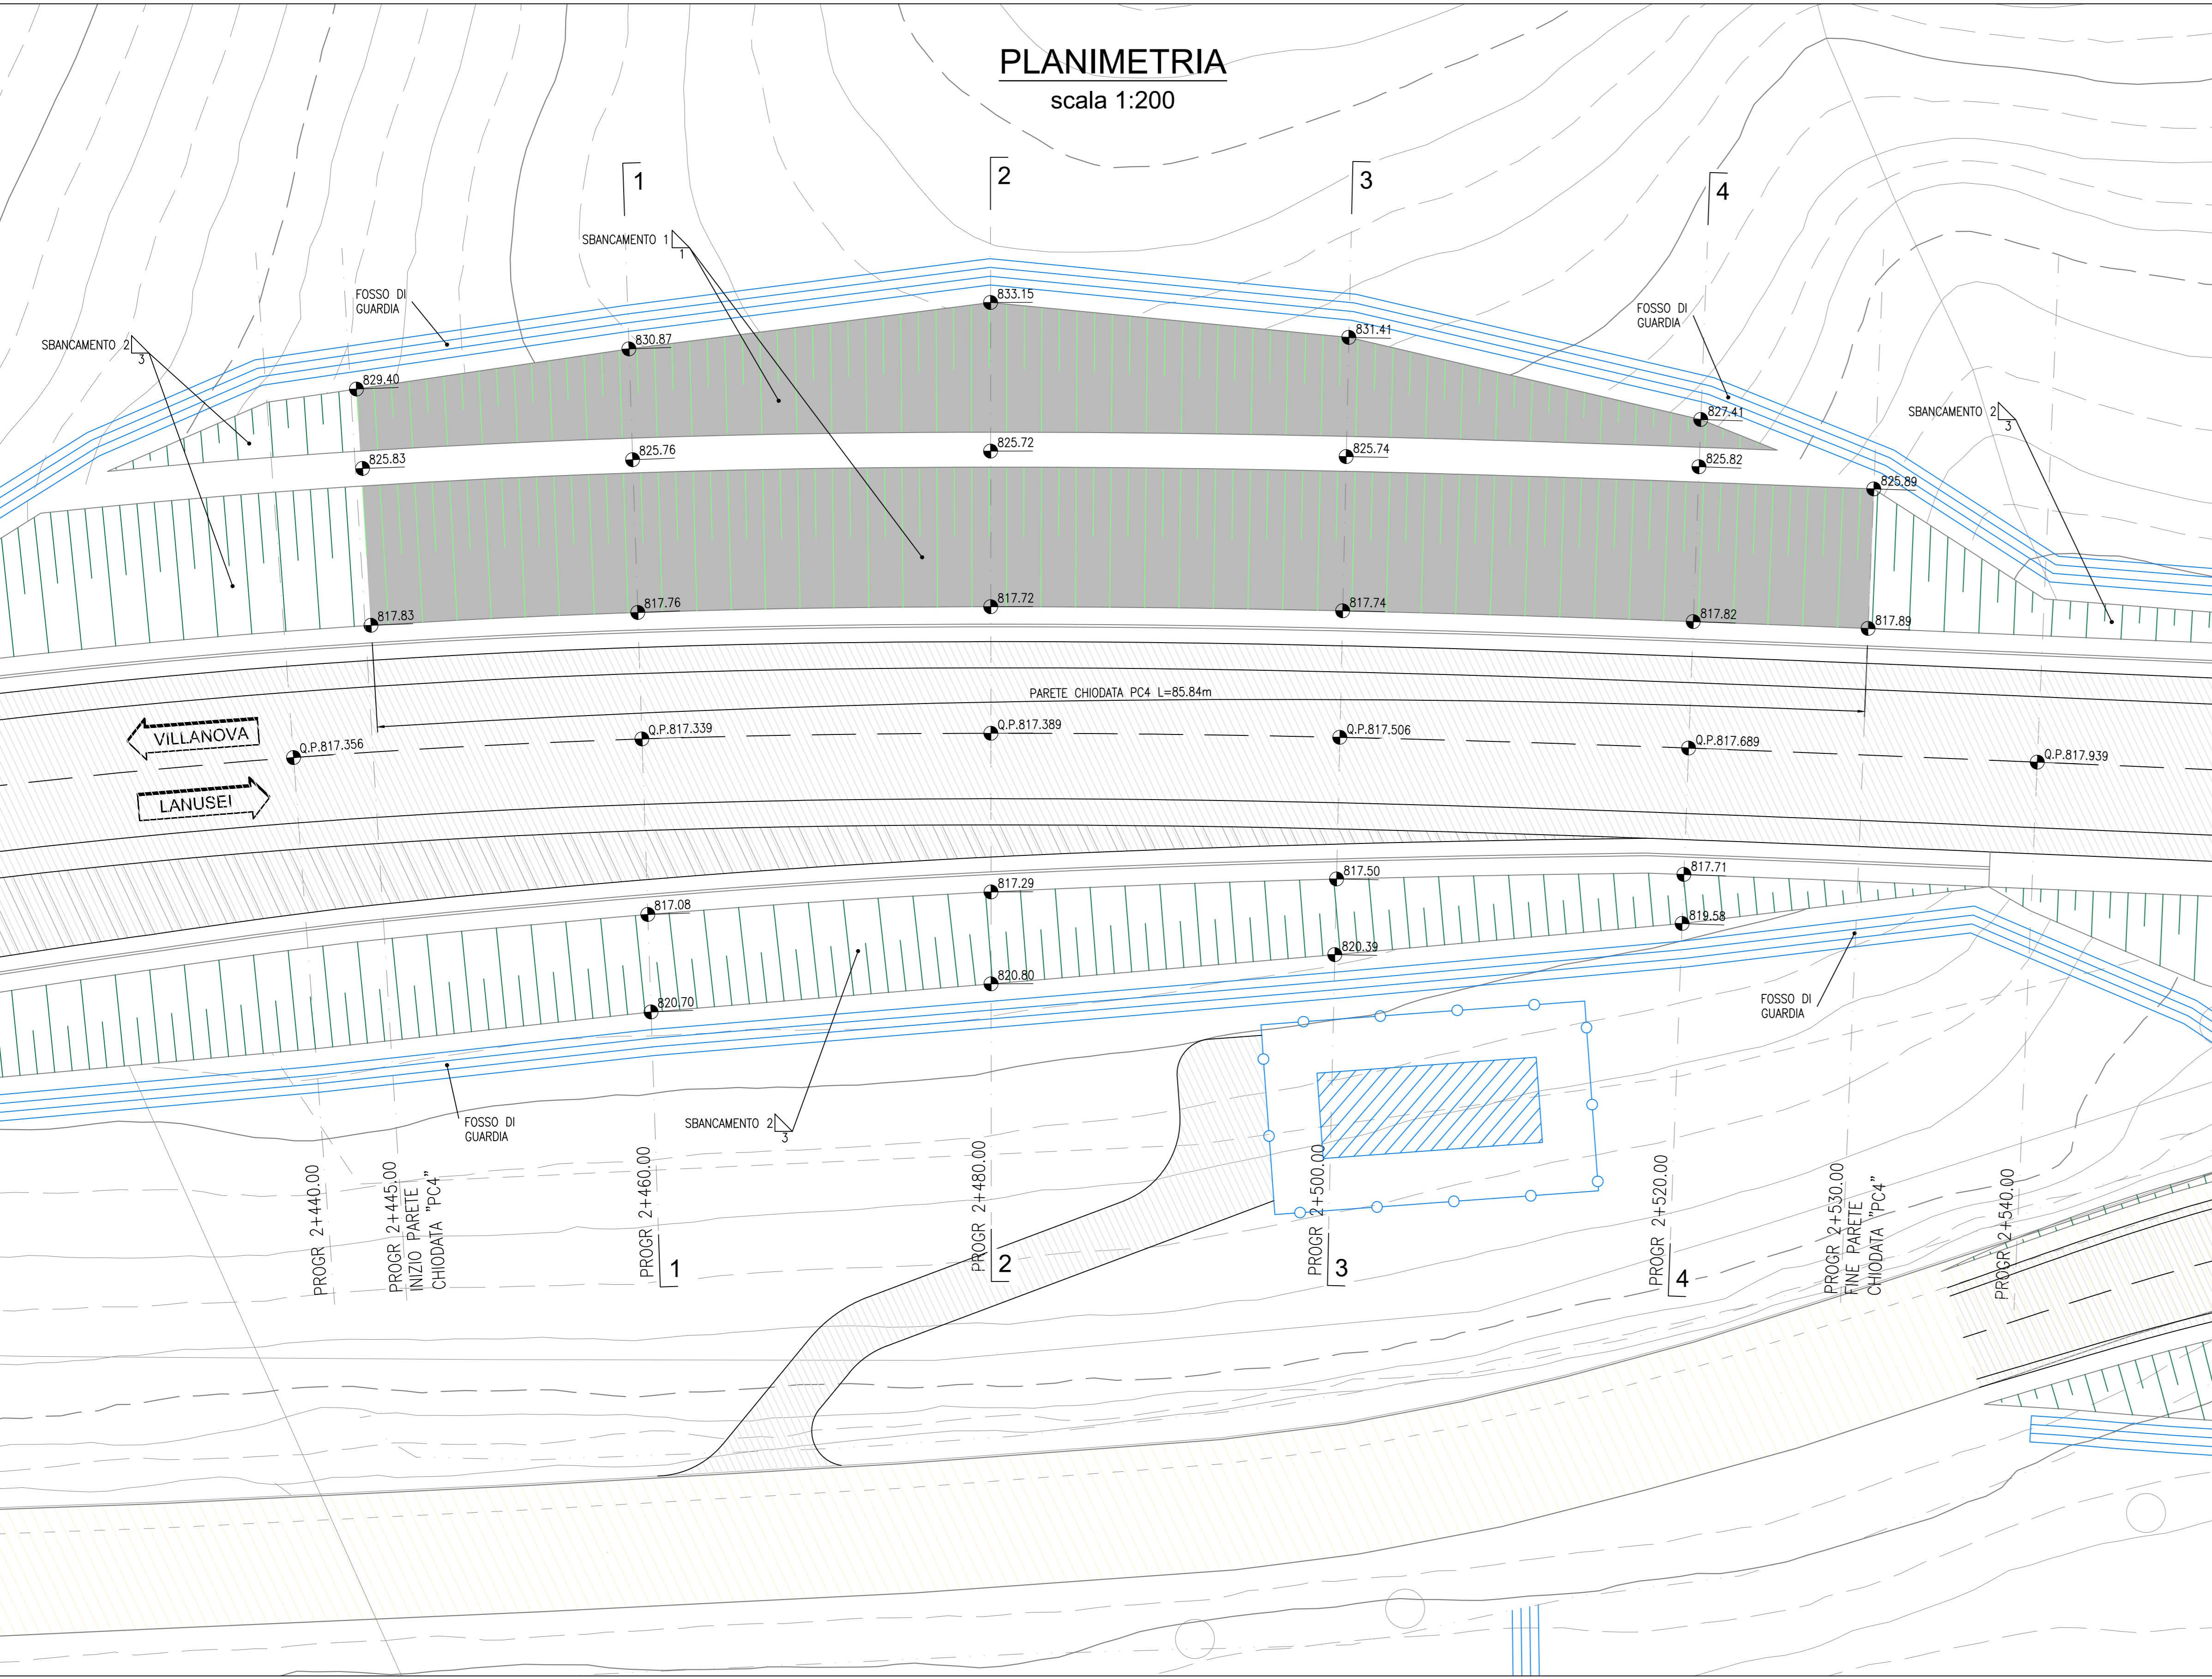 PLANIMETRIA
scala 1:200
1
2
3
4
SBANCAMENTO 1
1
FOSSO DI
GUARDIA
833.15
FOSSO DI
GUARDIA
831.41
830.87
SBANCAMENTO 2
3
829.40
827.41
SBANCAMENTO 2
3
825.83
825.76
825.72
825.74
825.82
825.89
817.83
817.76
817.72
817.74
817.82
817.89
PARETE CHIODATA PC4 L=85.84m
VILLANOVA
LANUSEI
Q.P.817.356
Q.P.817.339
Q.P.817.389
Q.P.817.506
Q.P.817.689
Q.P.817.939
817.08
817.29
817.50
817.71
820.70
820.80
820.39
819.58
FOSSO DI
GUARDIA
SBANCAMENTO 2
3
FOSSO DI
GUARDIA
PROGR 2+440.00
PROGR 2+445.00
INIZIO PARETE
CHIODATA "PC4"
PROGR 2+460.00
1
PROGR 2+480.00
2
PROGR 2+500.00
3
PROGR 2+520.00
4
PROGR 2+530.00
FINE PARETE
CHIODATA "PC4"
PROGR 2+540.00